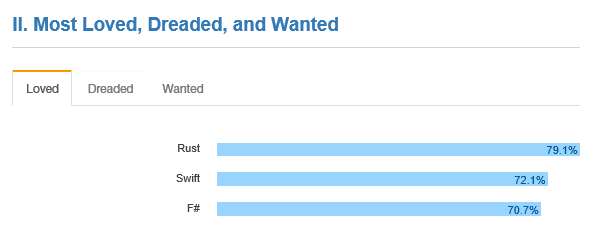 II. Most Loved, Dreaded, and Wanted
Loved Dreaded Wanted
Rust 79.1%
Swift 72.1%
F# 70.7%